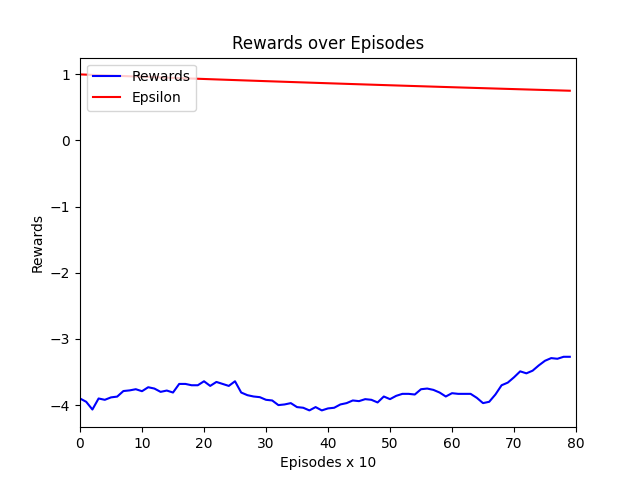 Rewards over Episodes
Rewards
Epsilon
1
0
−1
−2
−3
−4
Rewards
0 10 20 30 40 50 60 70 80
Episodes x 10